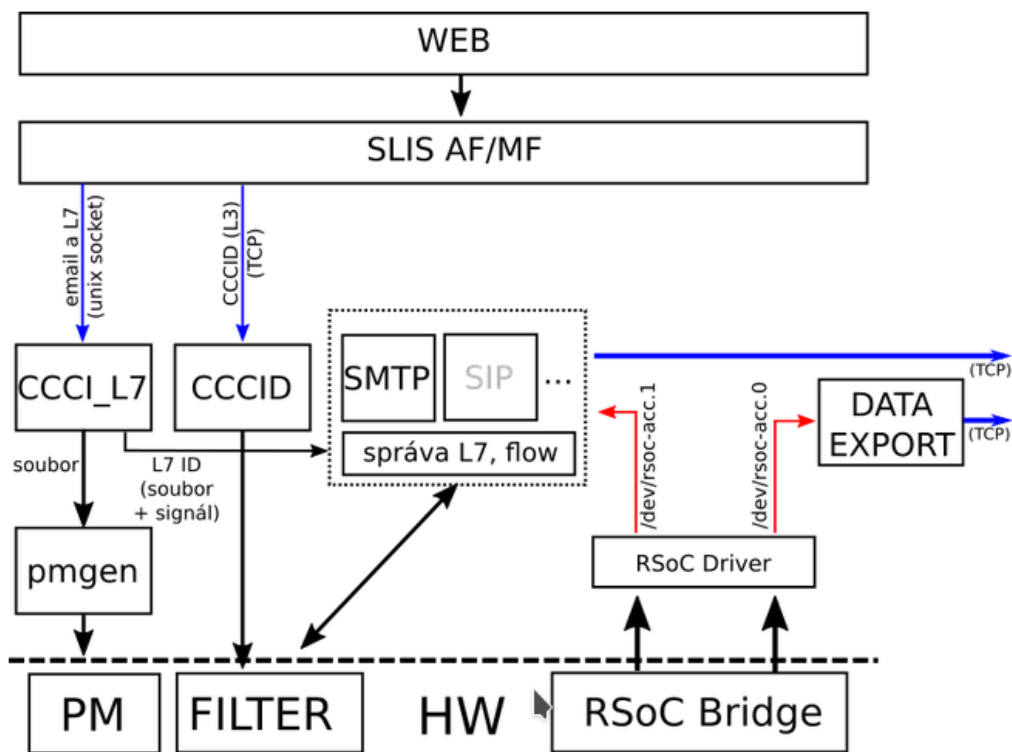 WEB
SLIS AF/MF
email a L7
(unix socket)
CCCID (L3)
(TCP)
CCCI_L7
CCCID
SMTP
SIP
...
správa L7, flow
(TCP)
/dev/rsoc-acc.1
/dev/rsoc-acc.0
DATA
EXPORT
(TCP)
soubor
L7 ID
(soubor
+ signál)
pmgen
RSoC Driver
PM
FILTER
HW
RSoC Bridge